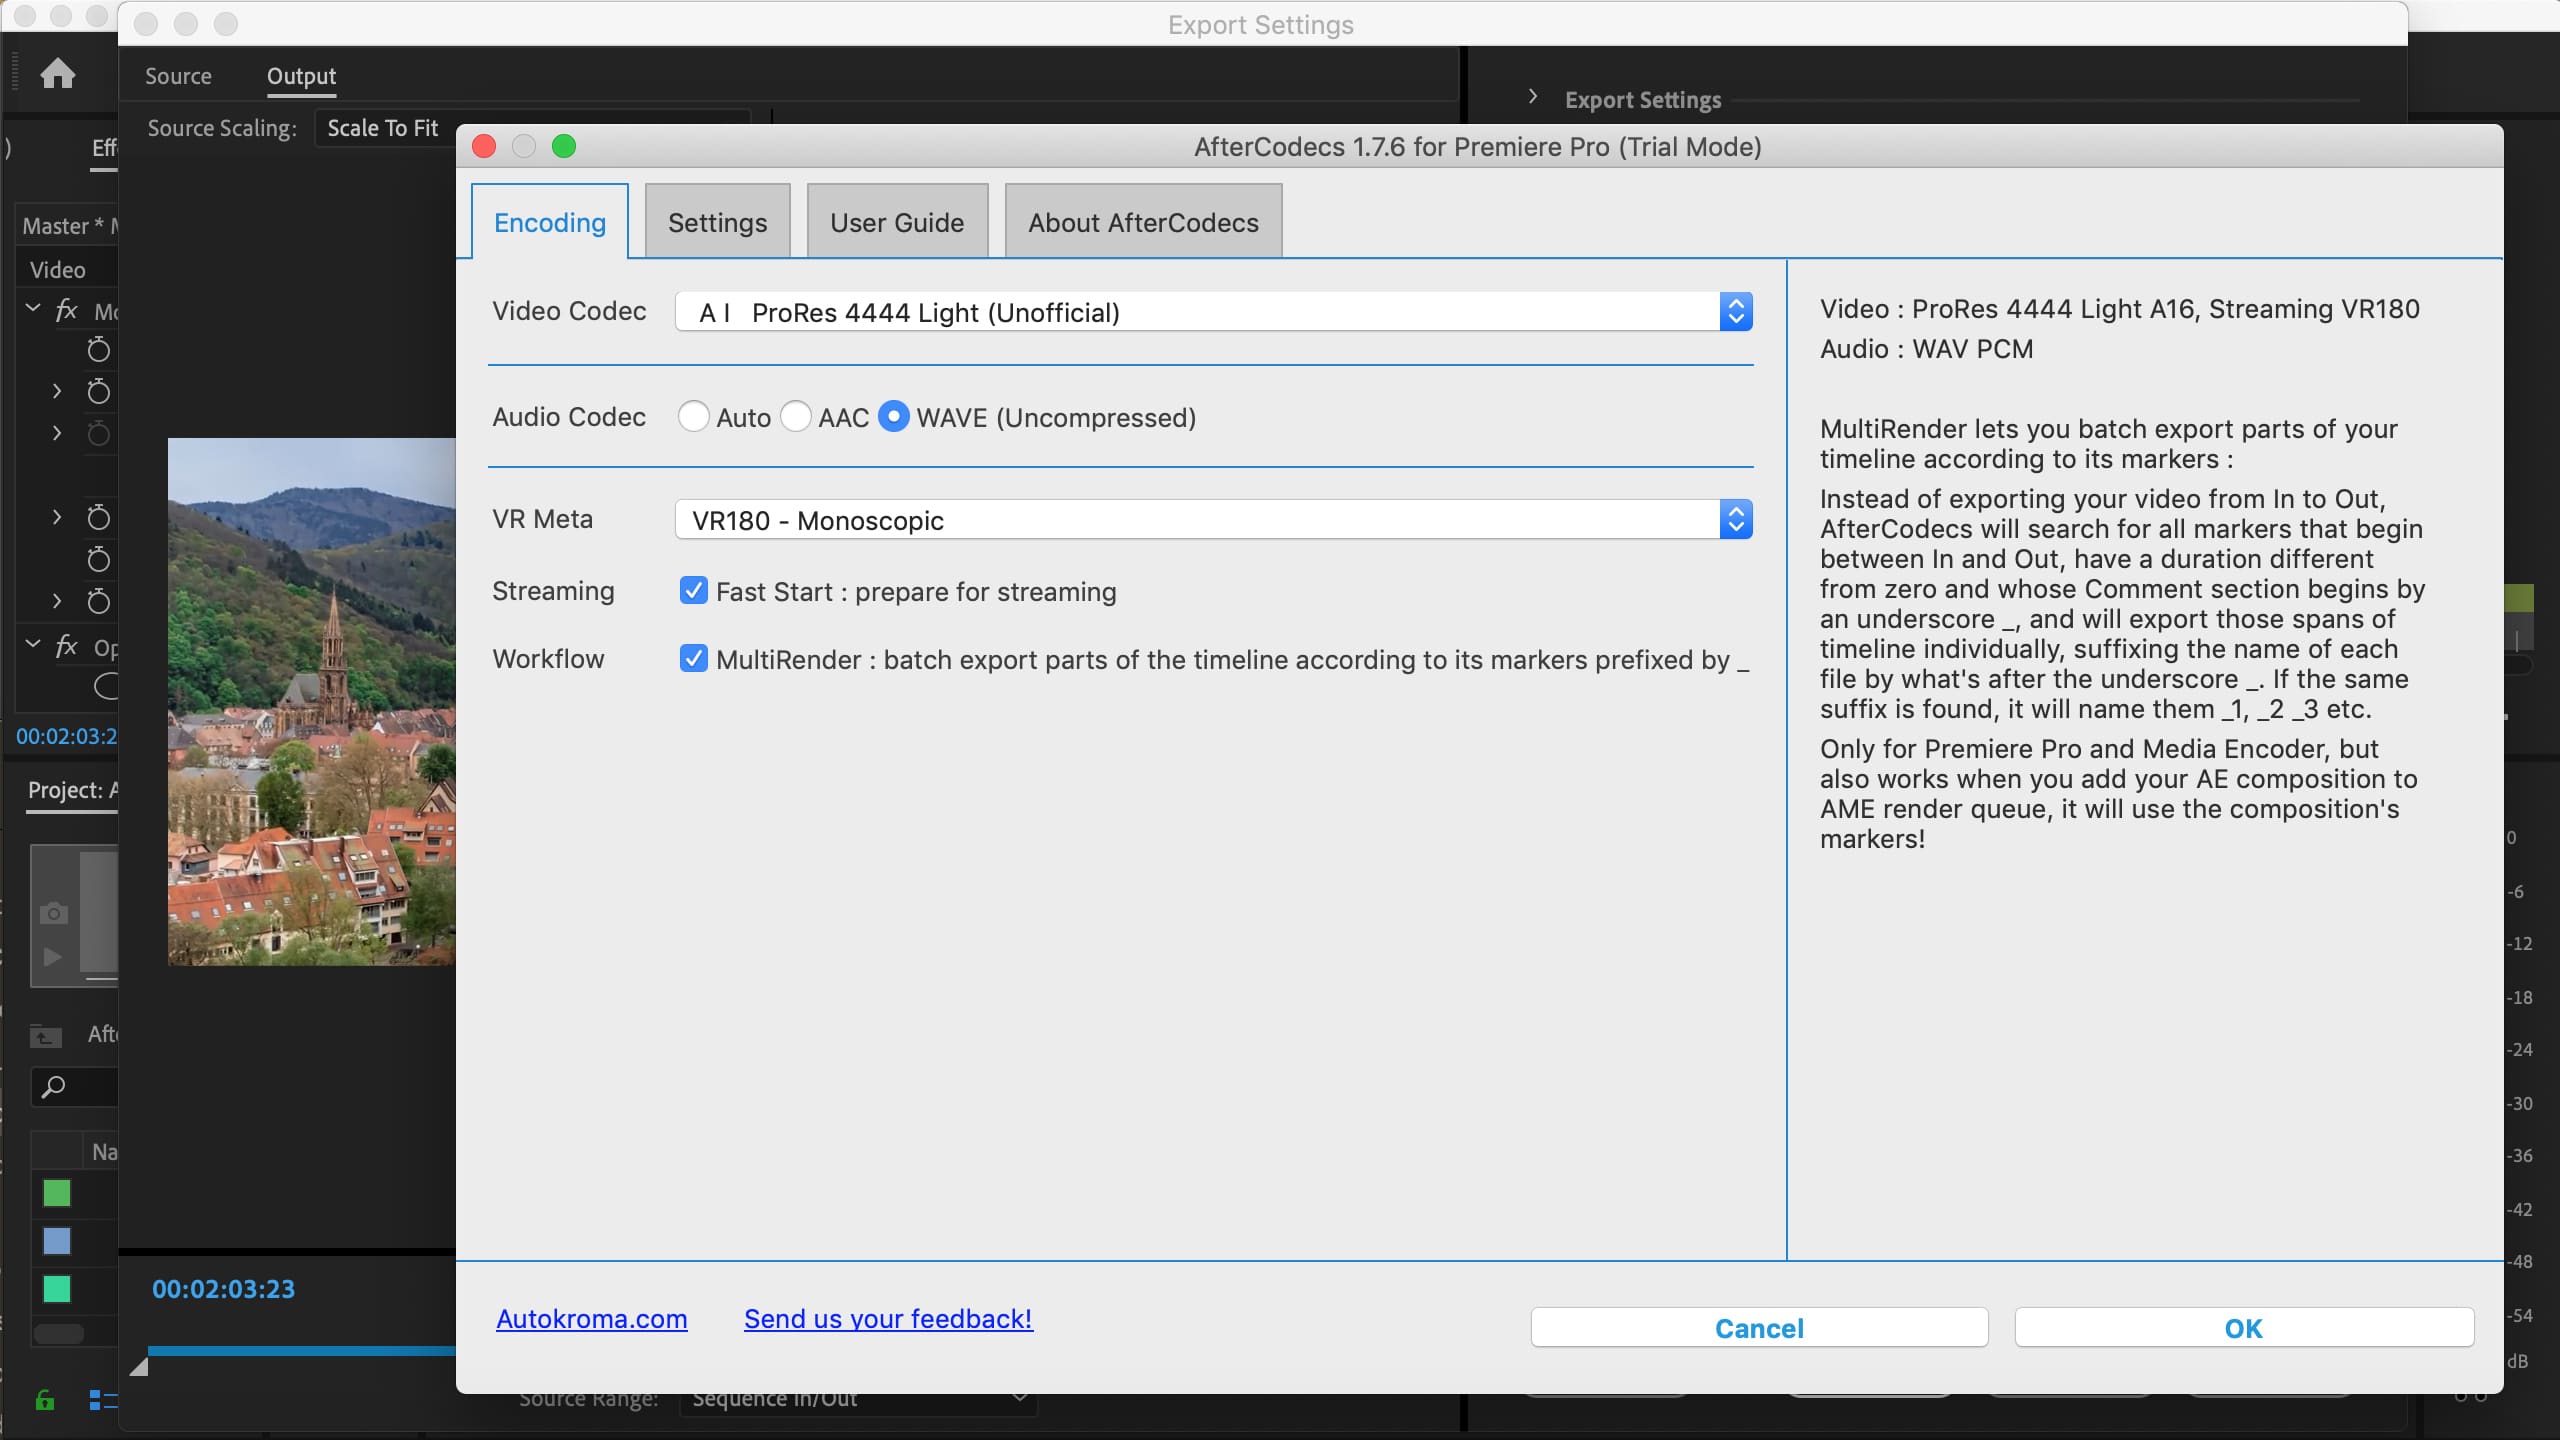 Export Settings
Source
Output
Export Settings
Source Scaling:
Scale To Fit
AfterCodecs 1.7.6 for Premiere Pro (Trial Mode)
Encoding
Settings
User Guide
About AfterCodecs
Master *
Video
fx
fx
00:02:03:2
Project:
Video Codec
A I ProRes 4444 Light (Unofficial)
Audio Codec
Auto
AAC
WAVE (Uncompressed)
VR Meta
VR180 - Monoscopic
Streaming
Fast Start : prepare for streaming
Workflow
MultiRender : batch export parts of the timeline according to its markers prefixed by _
Video : ProRes 4444 Light A16, Streaming VR180
Audio : WAV PCM
MultiRender lets you batch export parts of your
timeline according to its markers :
Instead of exporting your video from In to Out,
AfterCodecs will search for all markers that begin
between In and Out, have a duration different
from zero and whose Comment section begins by
an underscore _, and will export those spans of
timeline individually, suffixing the name of each
file by what's after the underscore _. If the same
suffix is found, it will name them _1, _2 _3 etc.
Only for Premiere Pro and Media Encoder, but
also works when you add your AE composition to
AME render queue, it will use the composition's
markers!
0
-6
-12
-18
-24
-30
-36
-42
-48
-54
dB
00:02:03:23
Autokroma.com
Send us your feedback!
Cancel
OK
Source Range:
Sequence In/Out